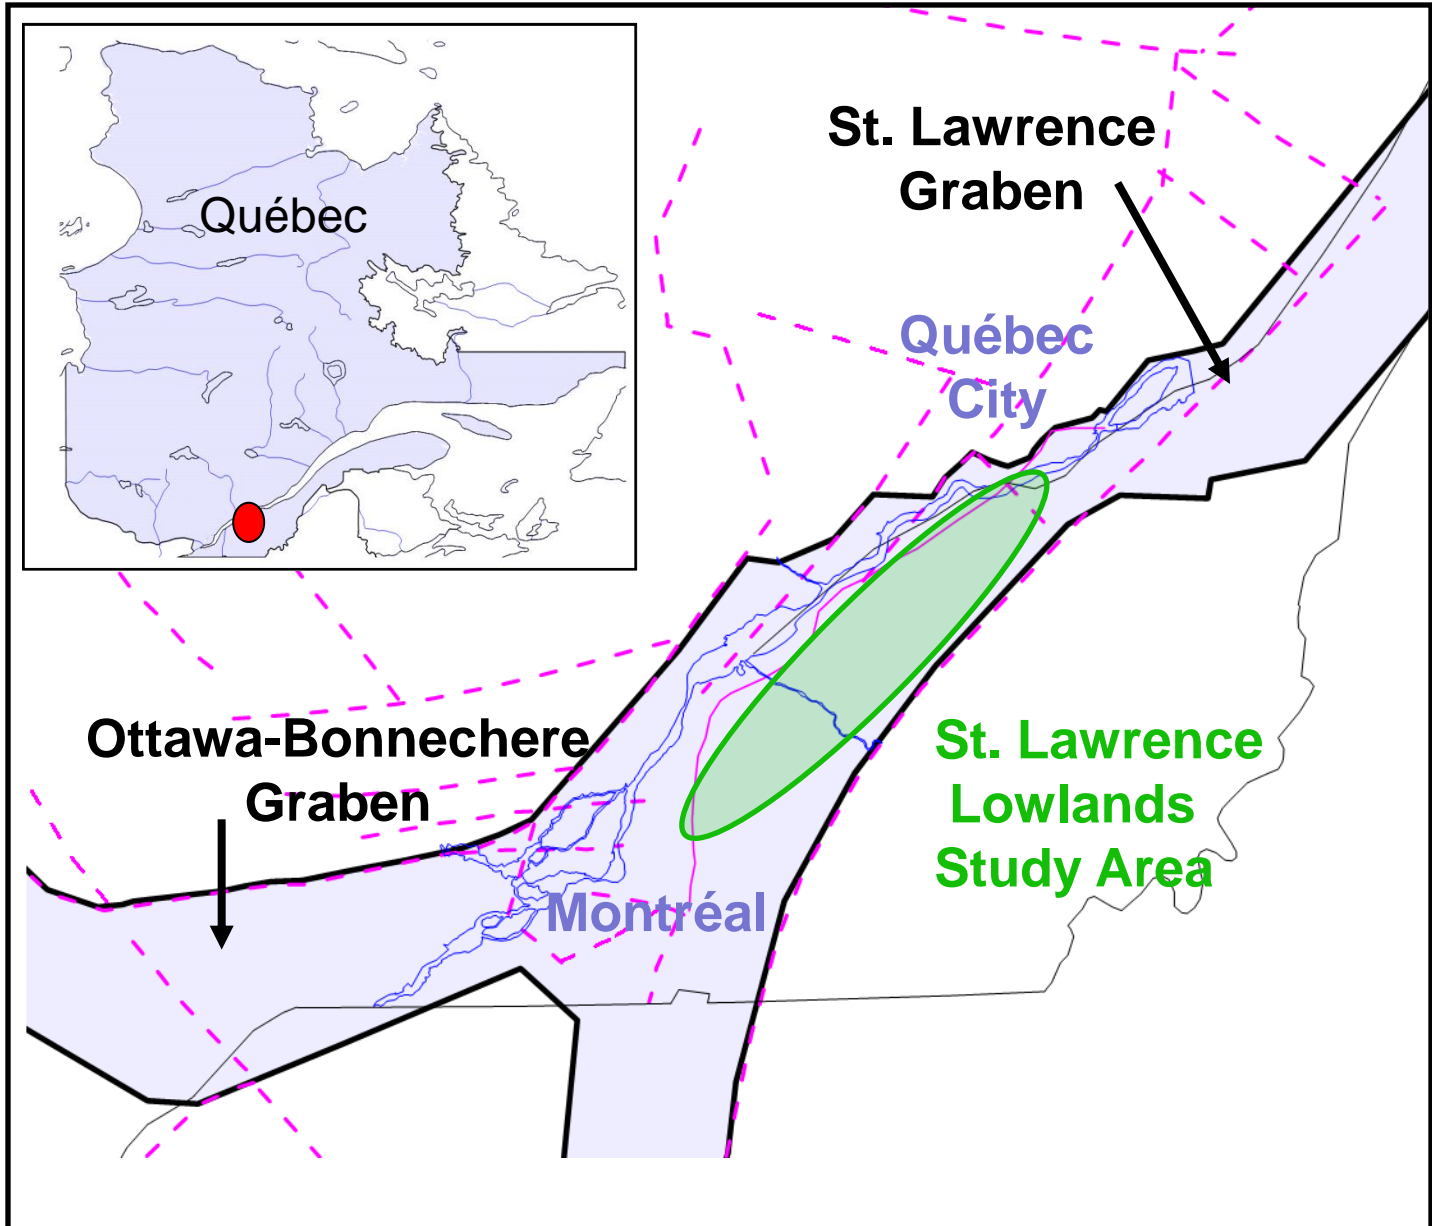 Québec
St. Lawrence
Graben
Québec
City
Ottawa-Bonnechere
Graben
St. Lawrence
Lowlands
Study Area
Montréal